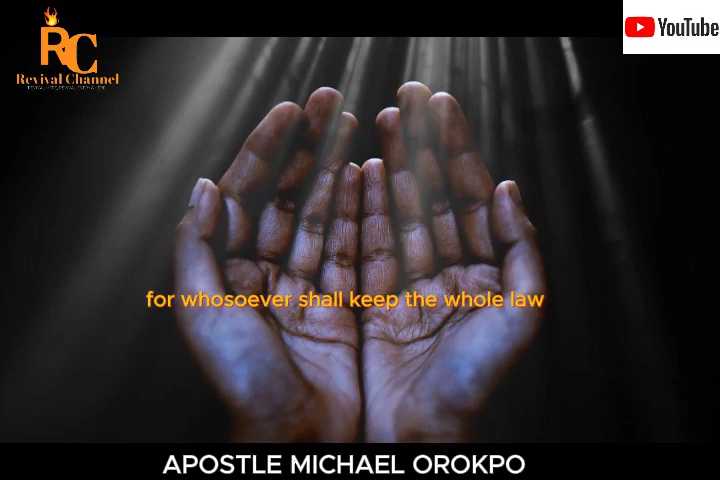 RC
Revival Channel
YouTube
for whosoever shall keep the whole law
APOSTLE MICHAEL OROKPO